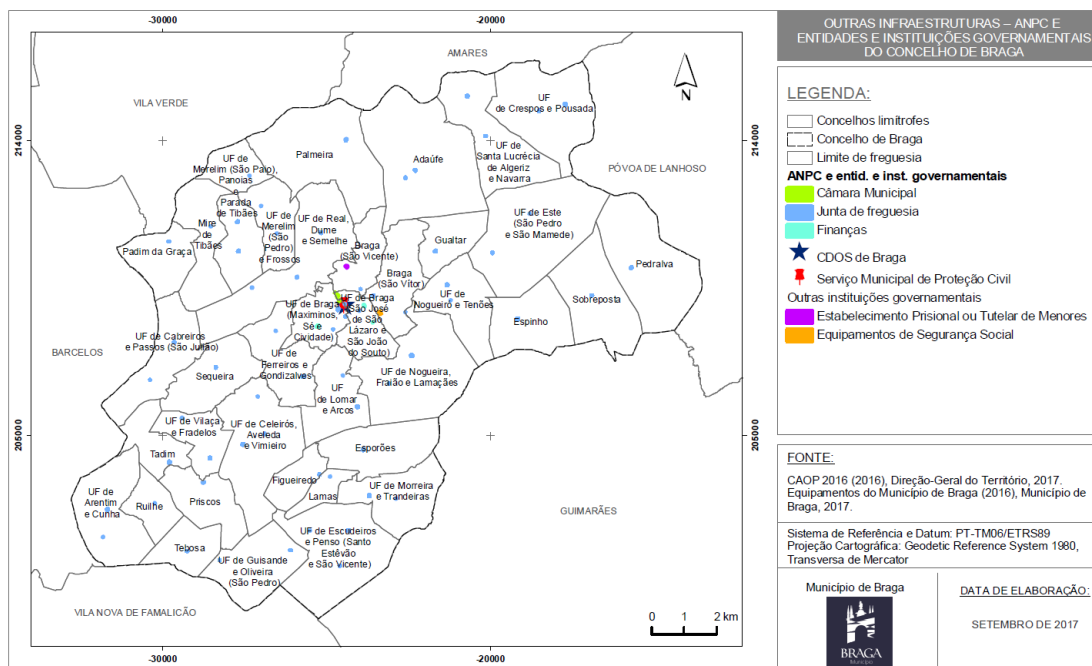 -30000
-20000
OUTRAS INFRAESTRUTURAS – ANPC E
ENTIDADES E INSTITUIÇÕES GOVERNAMENTAIS
DO CONCELHO DE BRAGA
AMARES
VILA VERDE
N
UF
de Crespos e Pousada
214000
214000
Palmeira
Adaúfe
UF de
Santa Lucrécia
de Algeriz
e Navarra
PÓVOA DE LANHOSO
UF de
Merelim (São Paio),
Panoias
e
Parada
de Tibães
Mire de
Tibães
UF de
Merelim
(São
Pedro) e
Frossos
UF de Real,
Dume
e Semelhe
UF de Este
(São Pedro
e São Mamede)
Padim da Graça
Braga
(São Vicente)
Gualtar
Braga
(São Vítor)
Pedralva
UF de
Nogueiró e Tenões
Sobreposta
Espinho
UF de Braga
(Maximinos,
Sé e
Cividade)
UF de Braga
(São José
de São
Lázaro e
São João
do Souto)
UF de Cabreiros
e Passos (São Julião)
BARCELOS
UF de
Ferreiros e
Gondizalves
UF de Nogueira,
Fraião e Lamaçães
Sequeira
UF
de Lomar
e Arcos
205000
205000
UF de Vilaça
e Fradelos
UF de Celeirós,
Aveleda
e Vimieiro
Esporões
Tadim
Figueiredo
Lamas
UF de Morreira
e Trandeiras
UF de
Arentim
e Cunha
Ruilhe
Priscos
GUIMARÃES
UF de Escudeiros
e Penso (Santo
Estêvão
e São Vicente)
Tebosa
UF de Guisande
e Oliveira
(São Pedro)
VILA NOVA DE FAMALICÃO
0 1 2 km
-30000
-20000
LEGENDA:
Concelhos limítrofes
Concelho de Braga
Limite de freguesia
ANPC e entid. e inst. governamentais
Câmara Municipal
Junta de freguesia
Finanças
CDOS de Braga
Serviço Municipal de Proteção Civil
Outras instituições governamentais
Estabelecimento Prisional ou Tutelar de Menores
Equipamentos de Segurança Social
FONTE:
CAOP 2016 (2016), Direção-Geral do Território, 2017.
Equipamentos do Município de Braga (2016), Município de
Braga, 2017.
Sistema de Referência e Datum: PT-TM06/ETRS89
Projeção Cartográfica: Geodetic Reference System 1980,
Transversa de Mercator
Município de Braga
BRAGA
Município
DATA DE ELABORAÇÃO:
SETEMBRO DE 2017